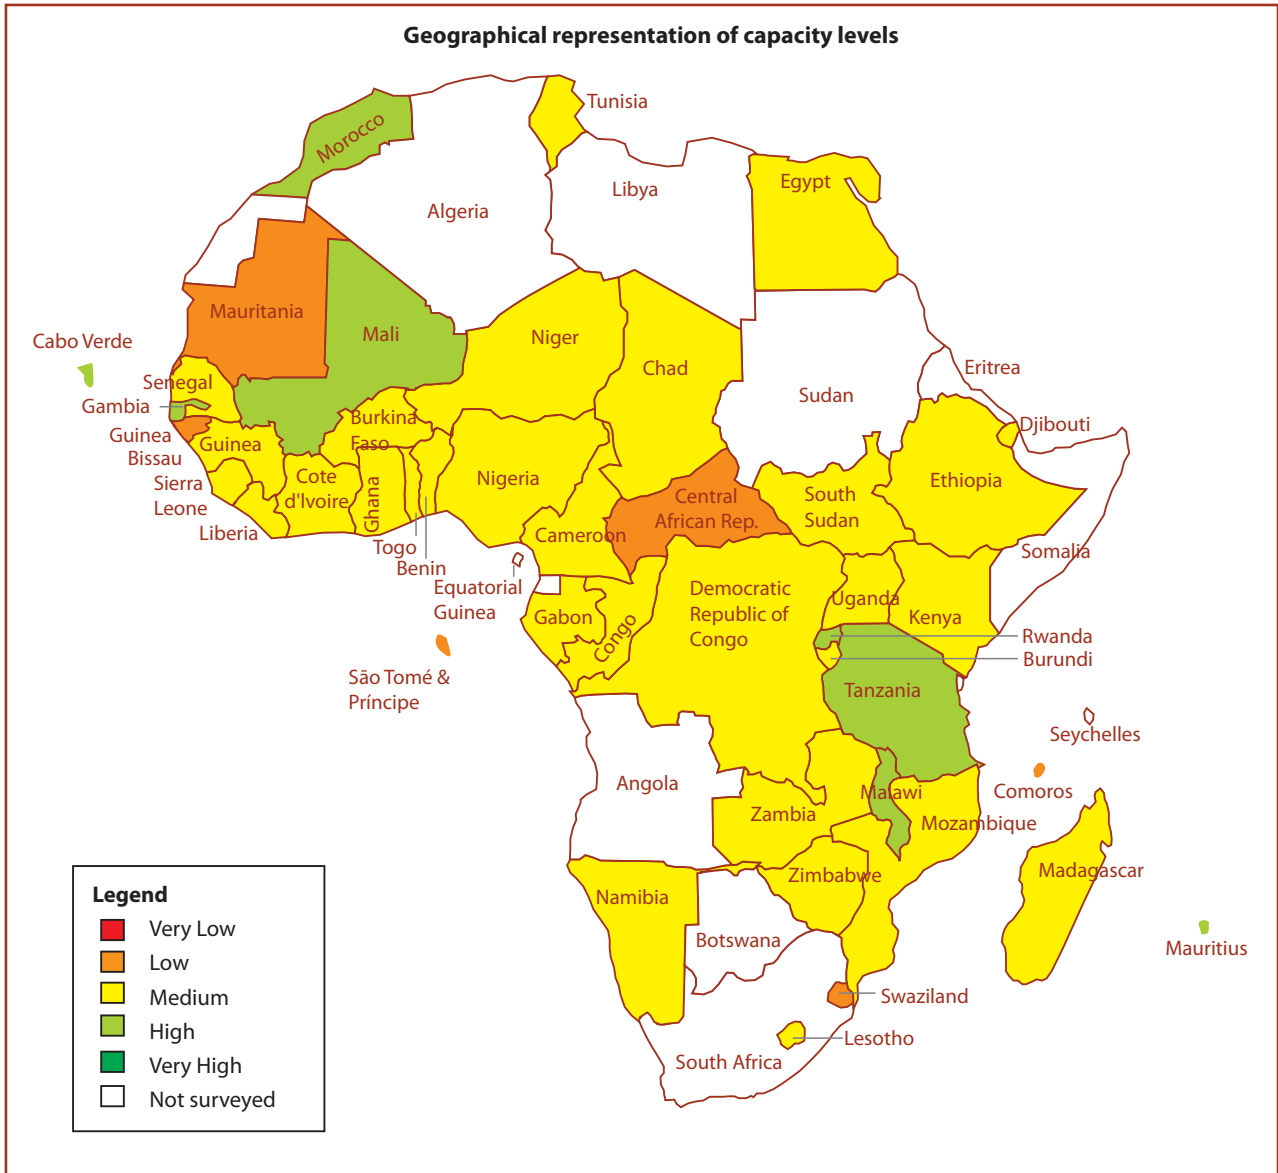 Geographical representation of capacity levels
Tunisia
Morocco
Libya
Egypt
Algeria
Mauritania
Mali
Niger
Cabo Verde
Chad
Eritrea
Senegal
Sudan
Gambia
Burkina
Faso
Djibouti
Guinea
Bissau
Guinea
Cote
d'Ivoire
Nigeria
Ethiopia
Sierra
Leone
Ghana
Central
African Rep.
South
Sudan
Liberia
Cameroon
Togo
Benin
Somalia
Equatorial
Guinea
Democratic
Republic of
Congo
Uganda
Gabon
Congo
Kenya
Rwanda
Burundi
São Tomé &
Príncipe
Tanzania
Seychelles
Angola
Malawi
Comoros
Zambia
Mozambique
Zimbabwe
Madagascar
Namibia
Botswana
Mauritius
Swaziland
Lesotho
South Africa
Legend
Very Low
Low
Medium
High
Very High
Not surveyed